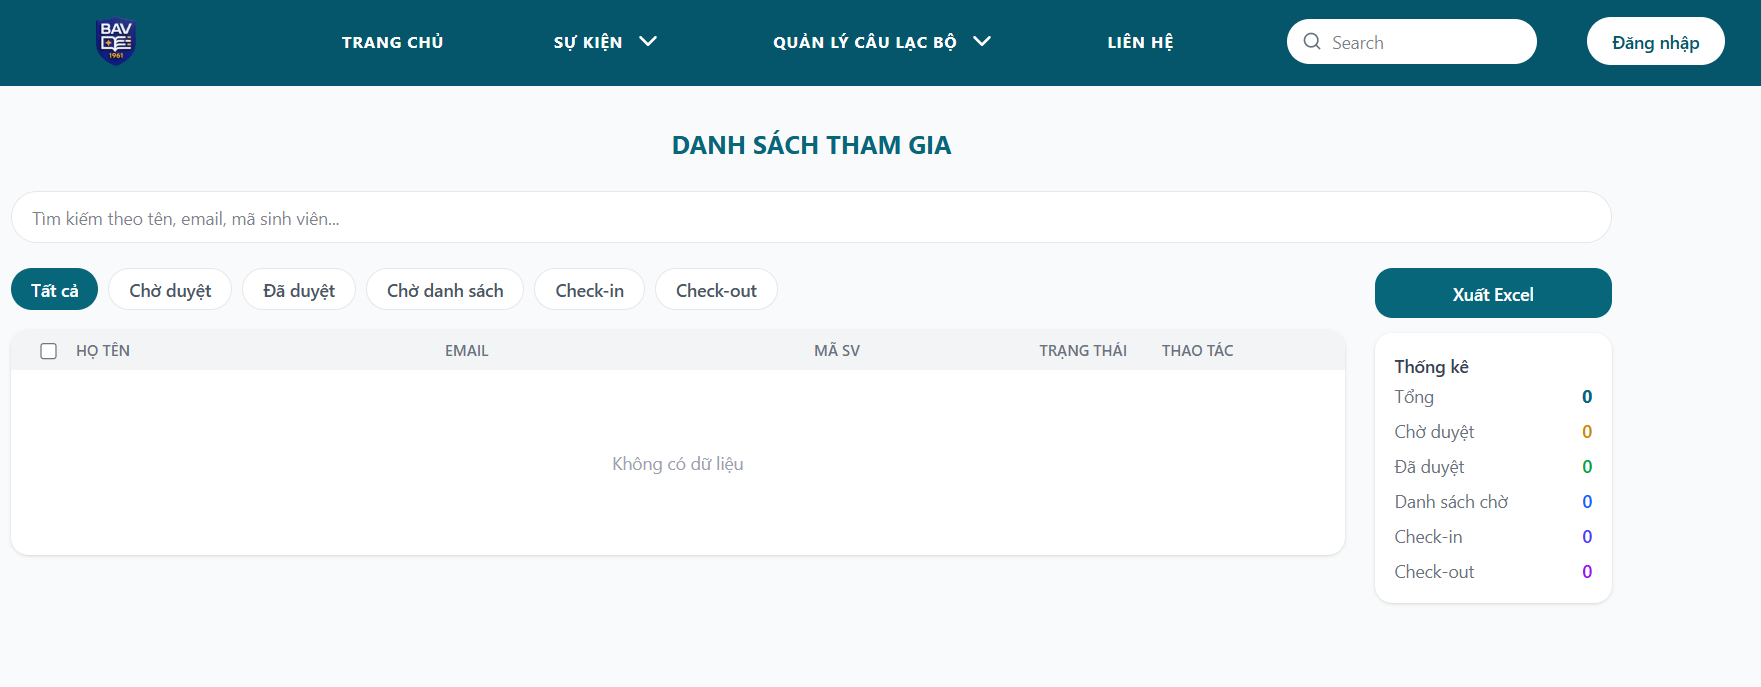 BAV
1961
TRANG CHỦ
SỰ KIỆN
QUẢN LÝ CÂU LẠC BỘ
LIÊN HỆ
Search
Đăng nhập
DANH SÁCH THAM GIA
Tìm kiếm theo tên, email, mã sinh viên...
Tất cả
Chờ duyệt
Đã duyệt
Chờ danh sách
Check-in
Check-out
Xuất Excel
HỌ TÊN
EMAIL
MÃ SV
TRẠNG THÁI
THAO TÁC
Không có dữ liệu
Thống kê
Tổng 0
Chờ duyệt 0
Đã duyệt 0
Danh sách chờ 0
Check-in 0
Check-out 0